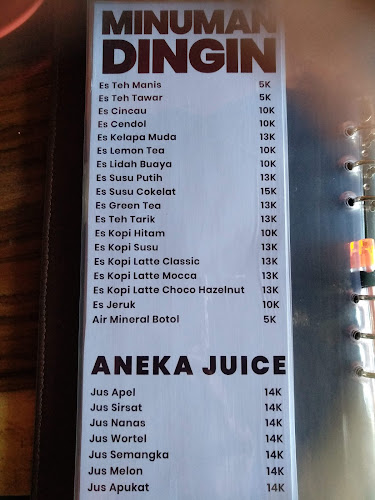 MINUMAN
DINGIN
Es Teh Manis 5K
Es Teh Tawar 5K
Es Cincau 10K
Es Cendol 10K
Es Kelapa Muda 13K
Es Lemon Tea 10K
Es Lidah Buaya 10K
Es Susu Putih 13K
Es Susu Cokelat 15K
Es Green Tea 13K
Es Teh Tarik 13K
Es Kopi Hitam 10K
Es Kopi Susu 13K
Es Kopi Latte Classic 13K
Es Kopi Latte Mocca 13K
Es Kopi Latte Choco Hazelnut 13K
Es Jeruk 10K
Air Mineral Botol 5K
ANEKA JUICE
Jus Apel 14K
Jus Sirsat 14K
Jus Nanas 14K
Jus Wortel 14K
Jus Semangka 14K
Jus Melon 14K
Jus Apukat 14K